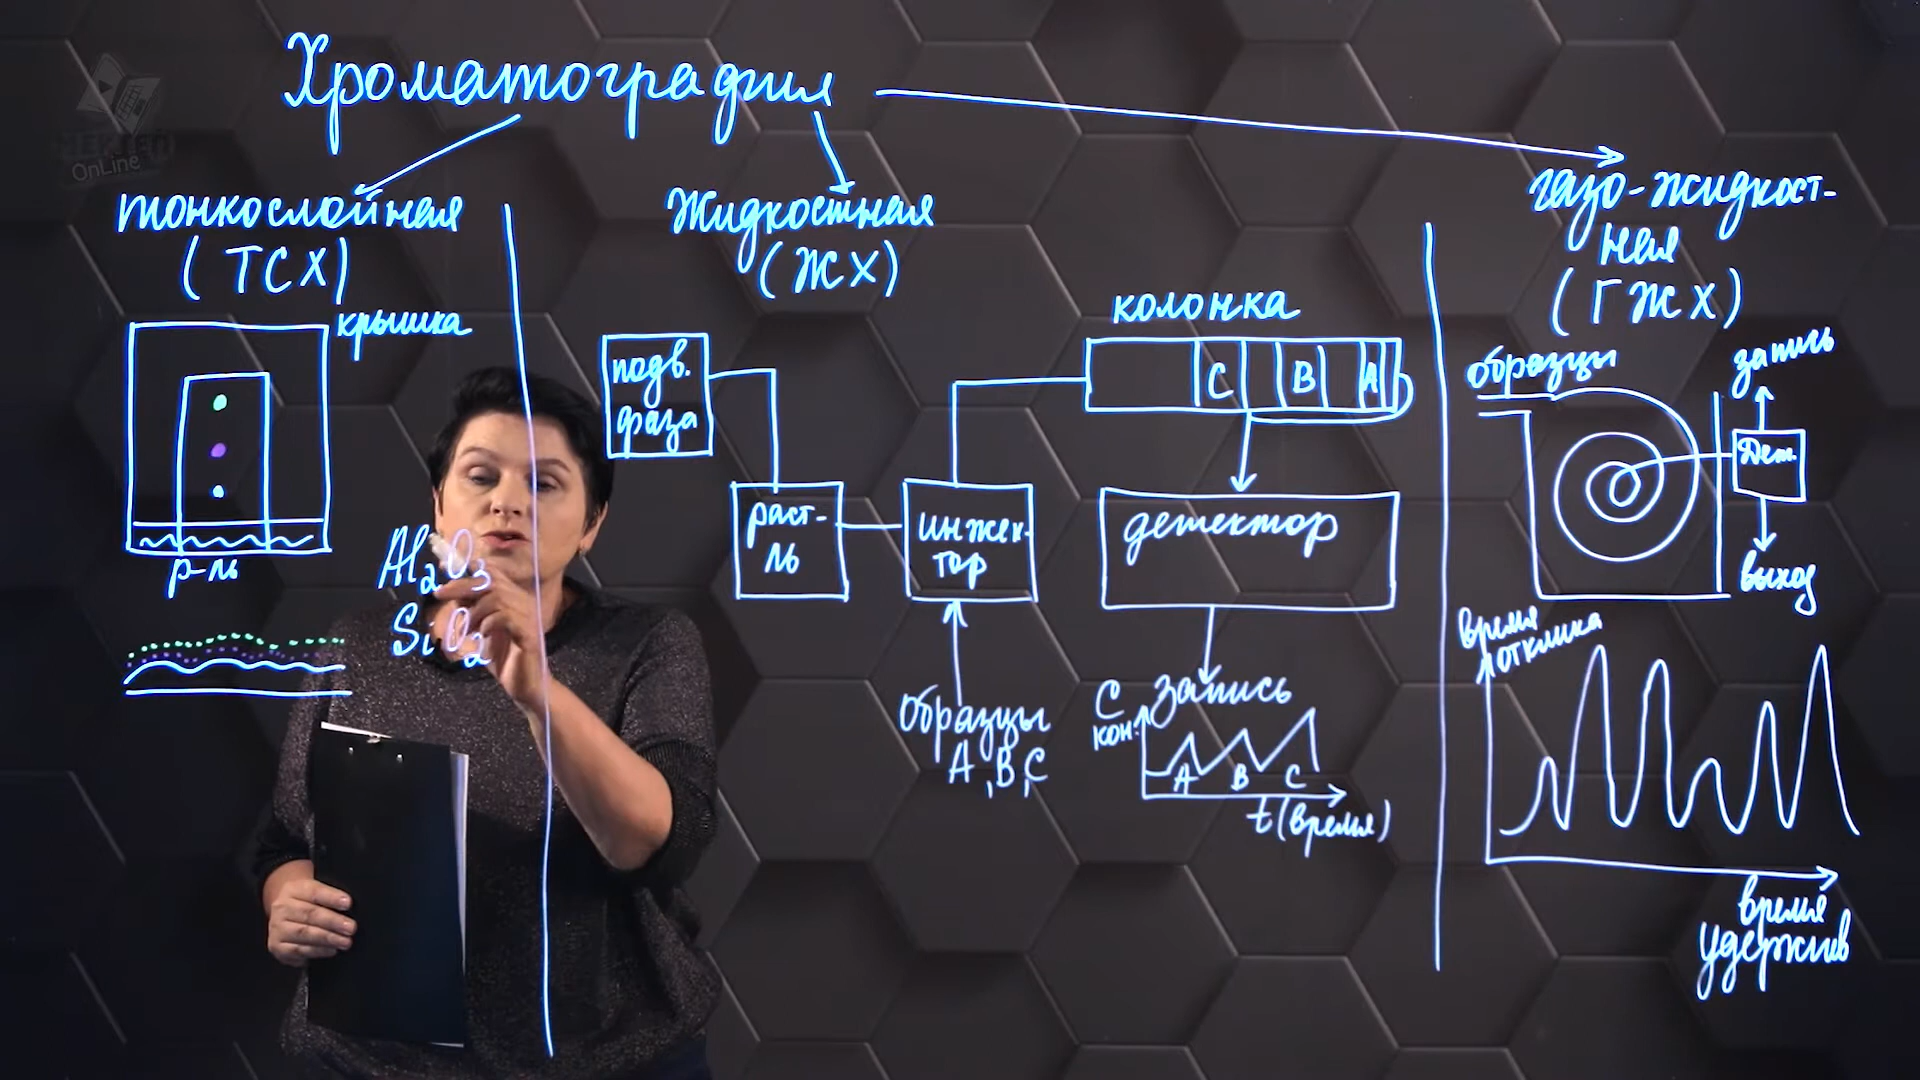 Хроматография
тонкослойная
(ТСХ)
крышка
р-ль
Al₂O₃
SiO₂
Жидкостная
(ЖХ)
подв.
фаза
раст-
ль
инжек-
тор
Образцы
A, B, C
колонка
C B A
детектор
Запись
C
кон.
A B C
t (время)
газо-жидкост-
ная
(ГЖХ)
образцы
запись
Дет.
выход
время
отклика
время
удержив
OnLine